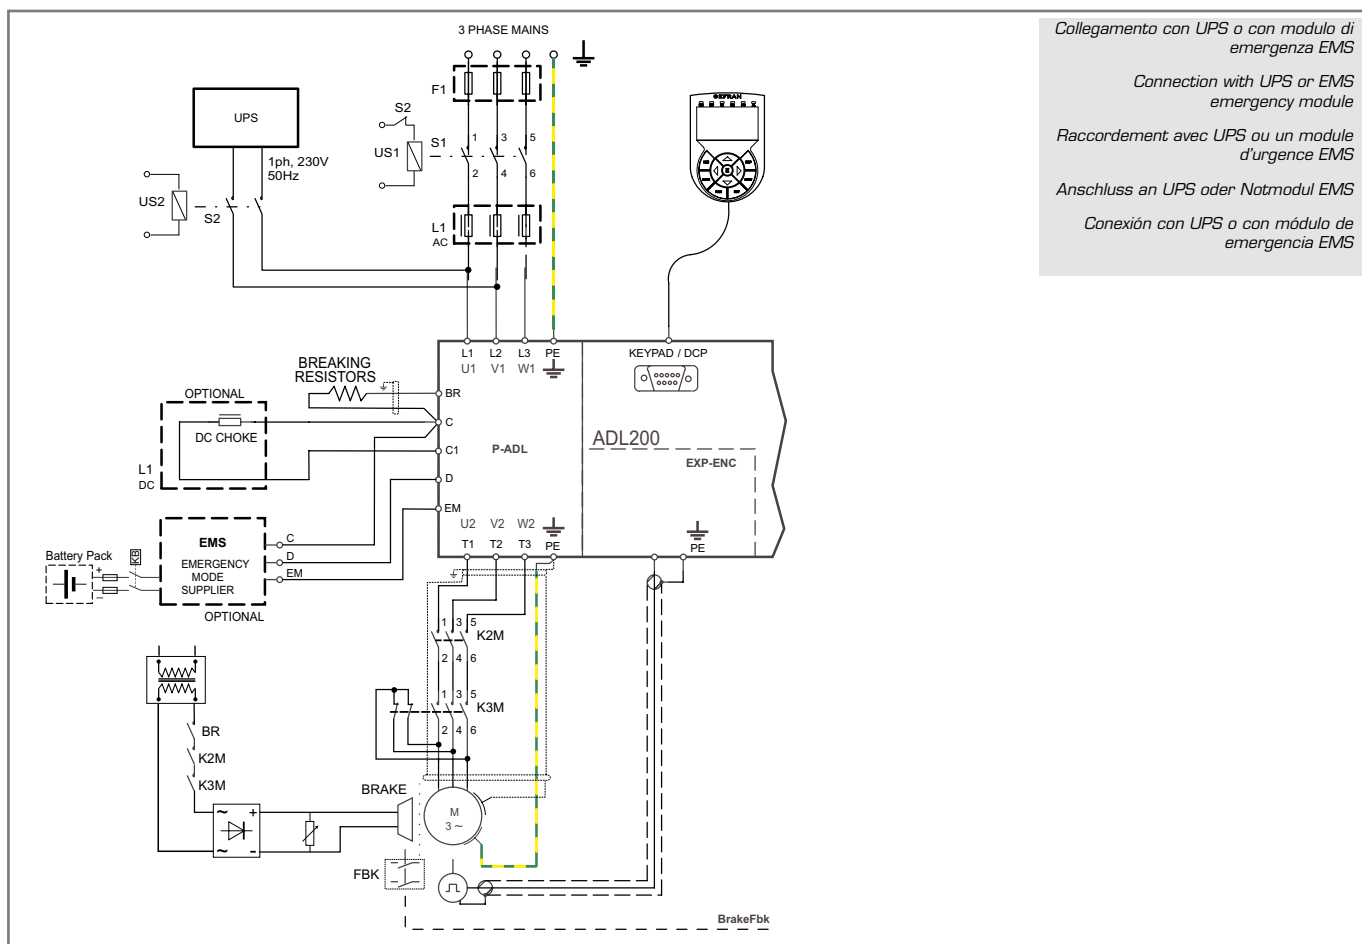 3 PHASE MAINS
Collegamento con UPS o con modulo di
emergenza EMS
Connection with UPS or EMS
emergency module
Raccordement avec UPS ou un module
d'urgence EMS
Anschluss an UPS oder Notmodul EMS
Conexión con UPS o con módulo de
emergencia EMS
F1
UPS
1ph, 230V
50Hz
S2
US1
S1
1 3 5
2 4 6
GEFRAN
US2
S2
L1
AC
L1 L2 L3 PE
U1 V1 W1
KEYPAD / DCP
BREAKING
RESISTORS
OPTIONAL
DC CHOKE
L1
DC
BR
C
C1
D
EM
P-ADL
ADL200
EXP-ENC
U2 V2 W2
T1 T2 T3 PE
PE
Battery Pack
+
−
KB
EMS
EMERGENCY
MODE
SUPPLIER
OPTIONAL
C
D
EM
1 3 5
K2M
2 4 6
1 3 5
K3M
2 4 6
BR
K2M
K3M
BRAKE
~ +
~ -
M
3 ~
FBK
BrakeFbk